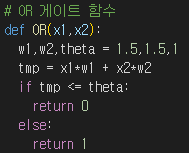 # OR 게이트 함수
def OR(x1,x2):
  w1,w2,theta = 1.5,1.5,1
  tmp = x1*w1 + x2*w2
  if tmp <= theta:
    return 0
  else:
    return 1